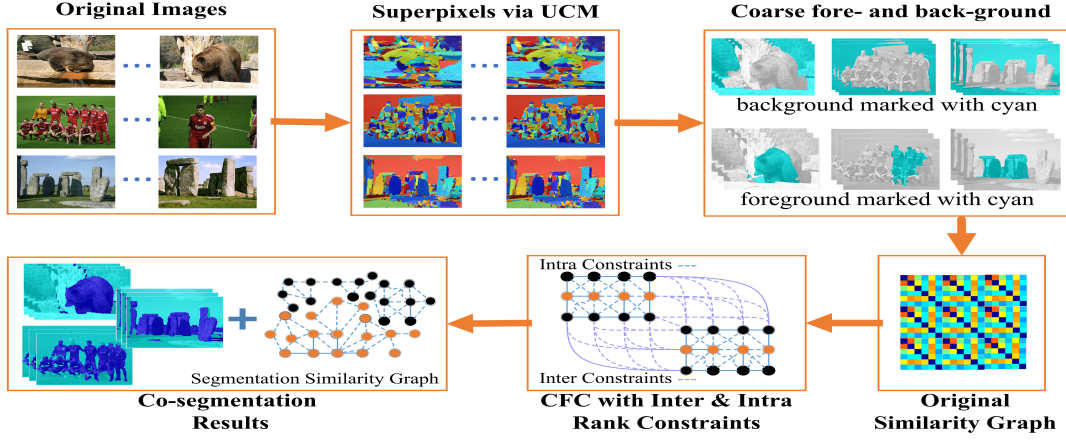 Original Images
Superpixels via UCM
Coarse fore- and back-ground
background marked with cyan
foreground marked with cyan
Intra Constraints
Inter Constraints
Segmentation Similarity Graph
Co-segmentation
Results
CFC with Inter & Intra
Rank Constraints
Original
Similarity Graph